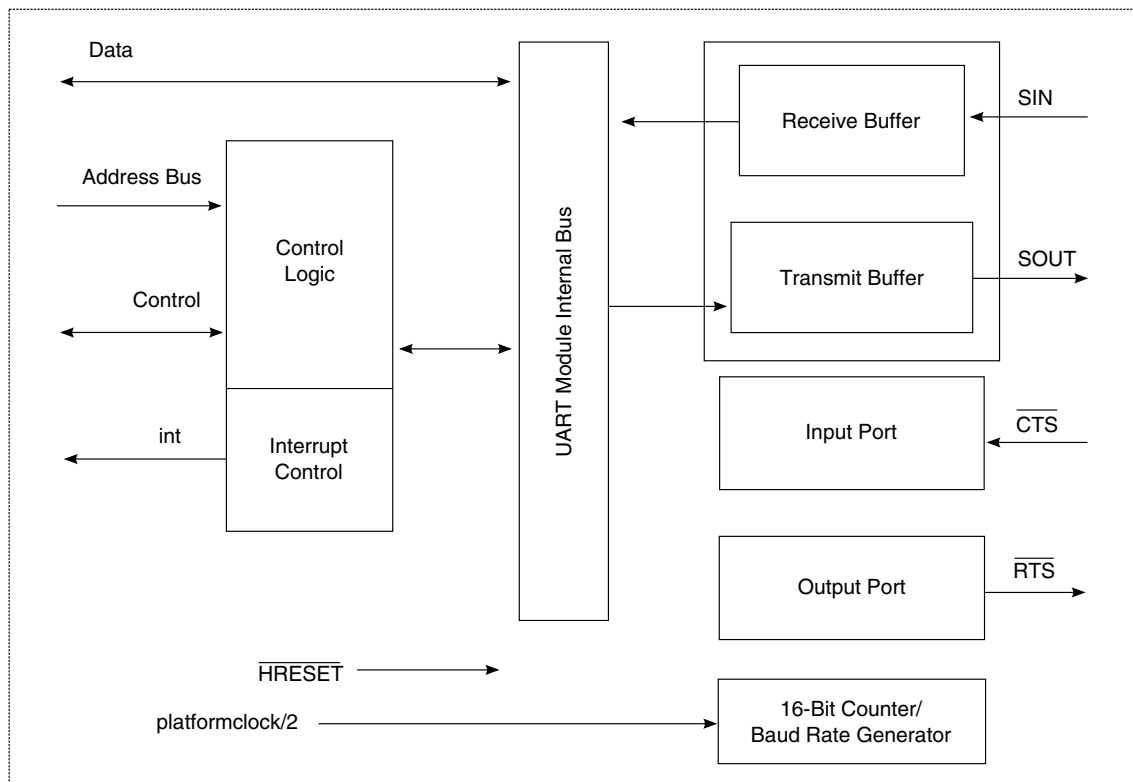 Data
SIN
Receive Buffer
Address Bus
Control
Logic
UART Module Internal Bus
Transmit Buffer
SOUT
Control
Input Port
CTS
int
Interrupt
Control
Output Port
RTS
HRESET
platformclock/2
16-Bit Counter/
Baud Rate Generator